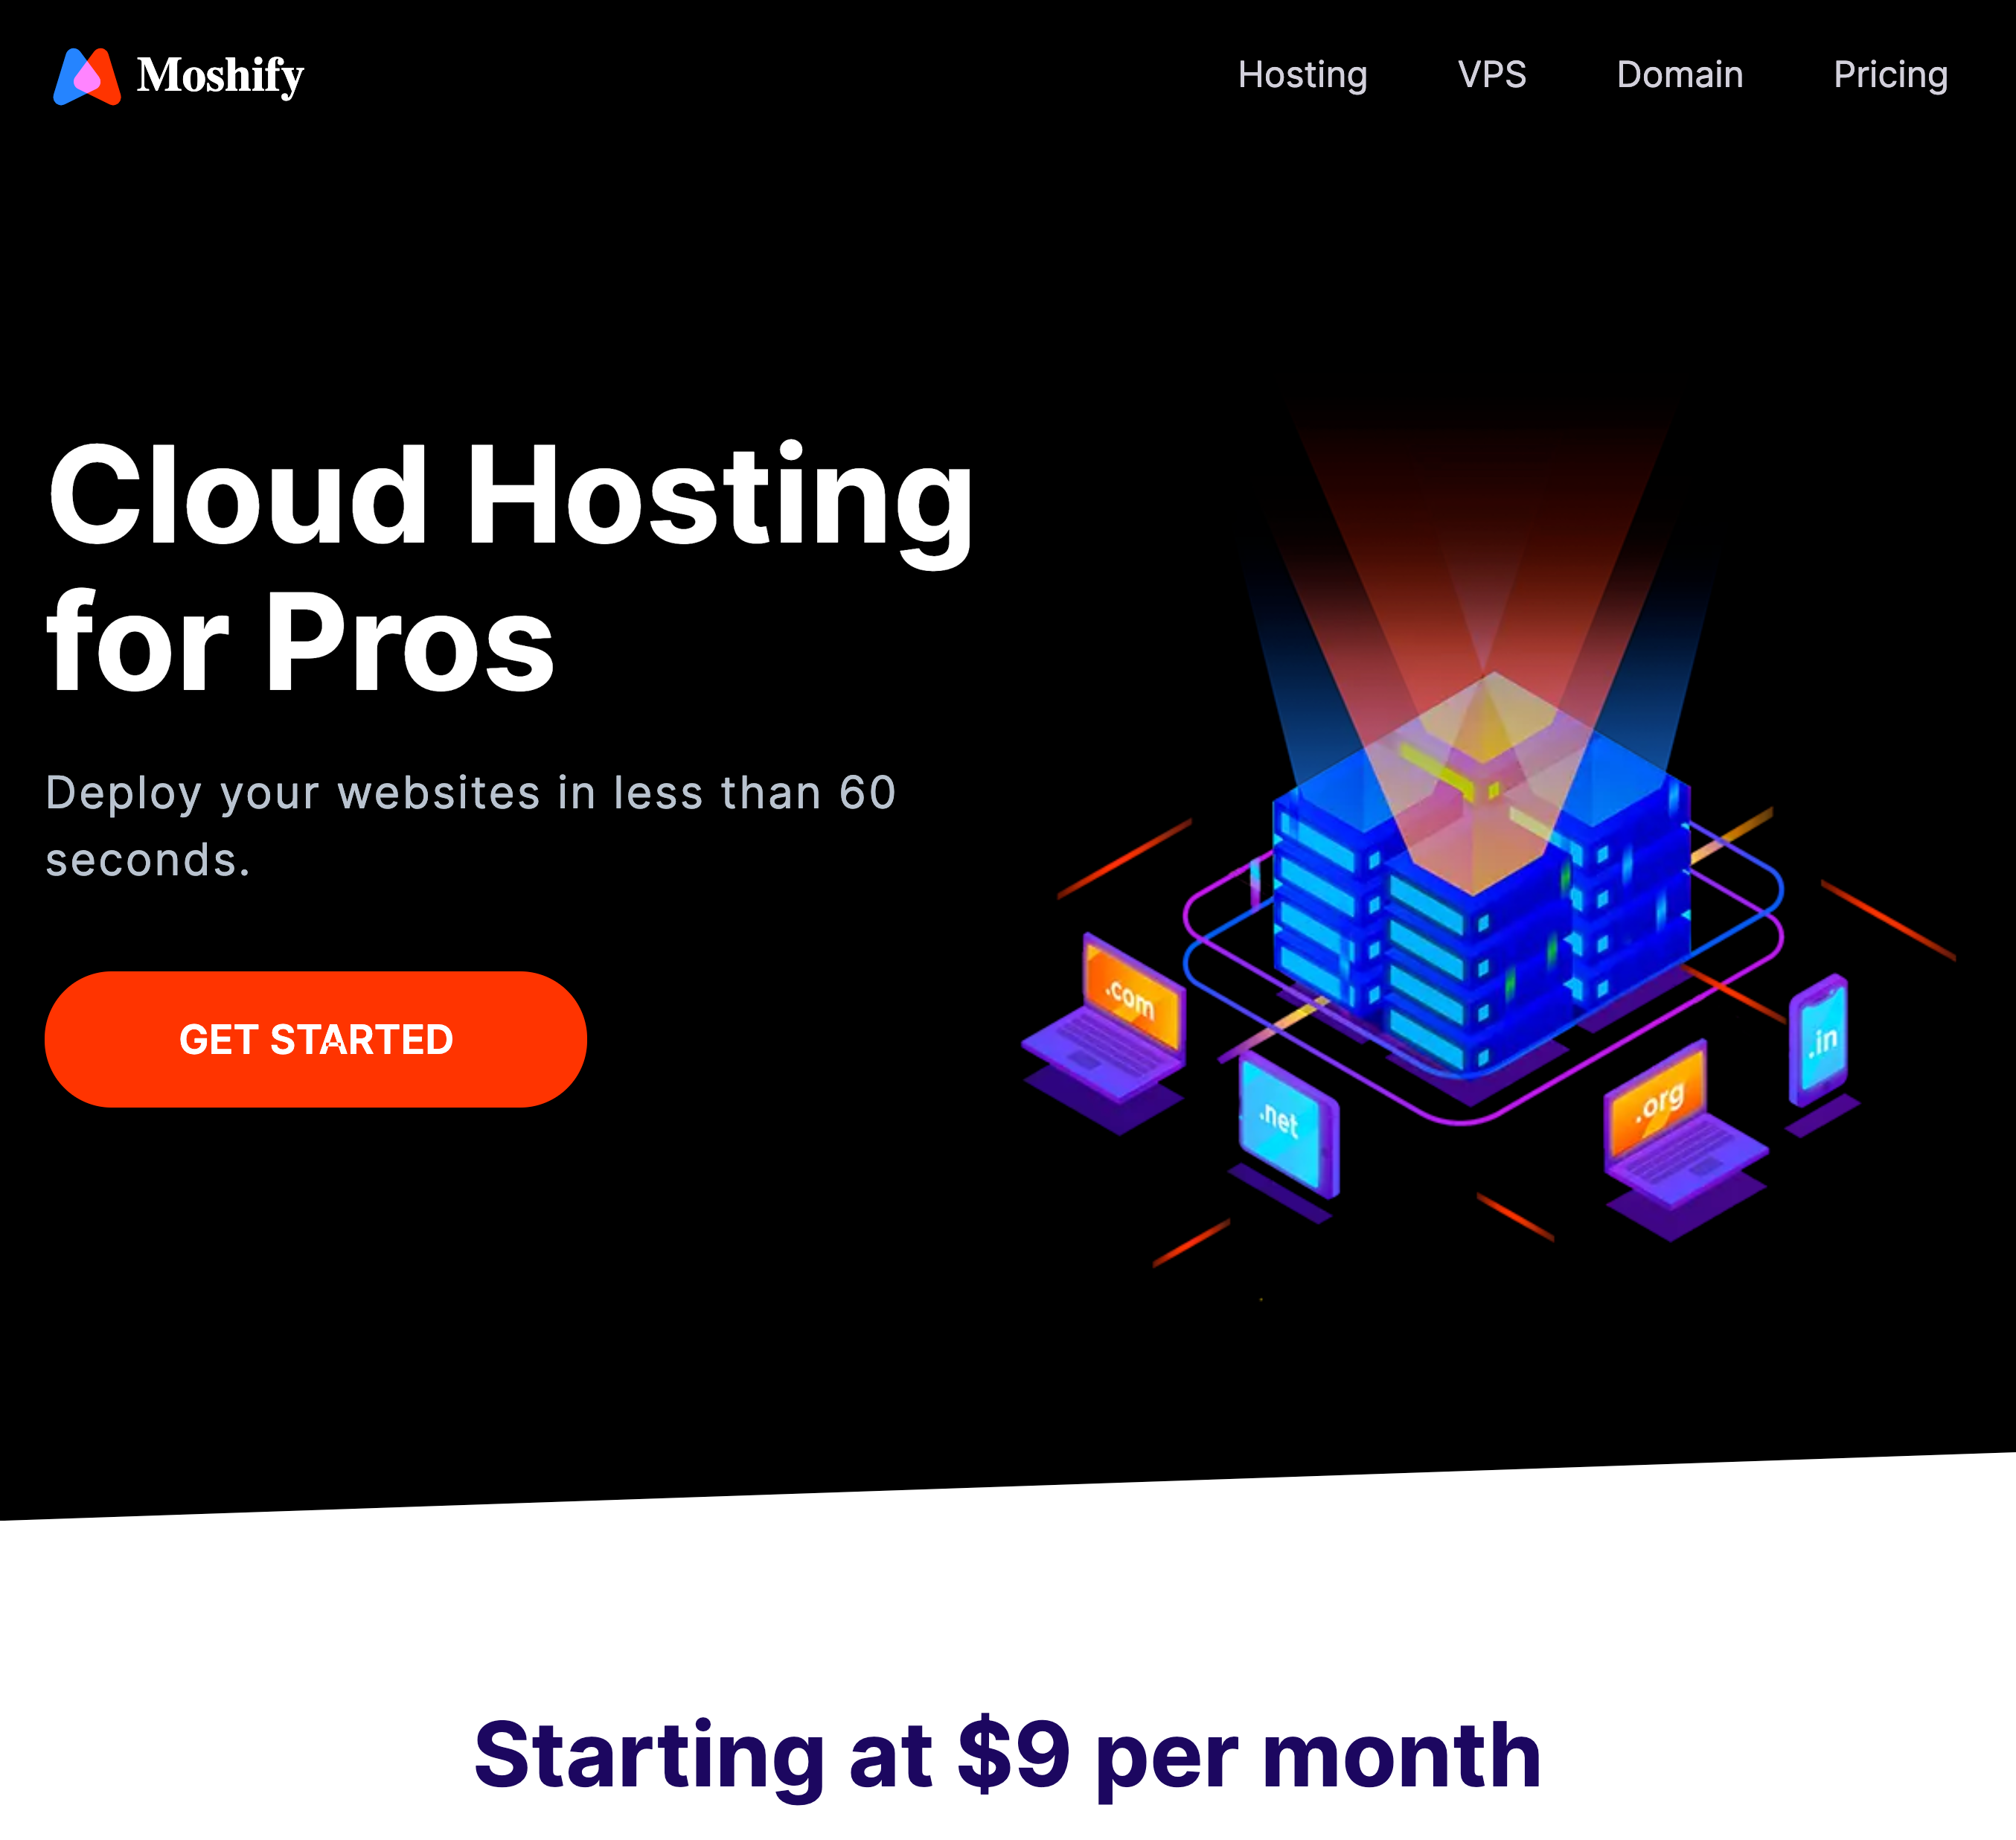 Moshify
Hosting VPS Domain Pricing
Cloud Hosting
for Pros
Deploy your websites in less than 60
seconds.
GET STARTED
.com
.net
.org
.in
Starting at $9 per month